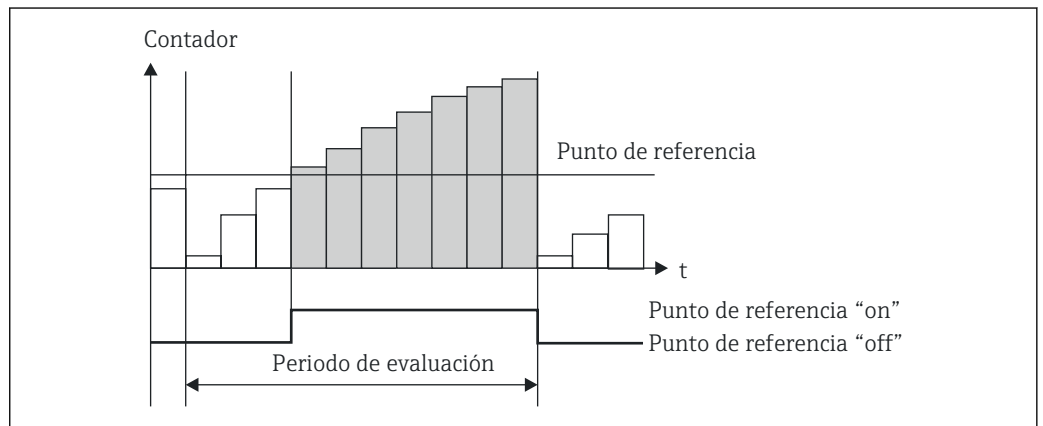 Contador
Punto de referencia
t
Punto de referencia “on”
Punto de referencia “off”
Periodo de evaluación